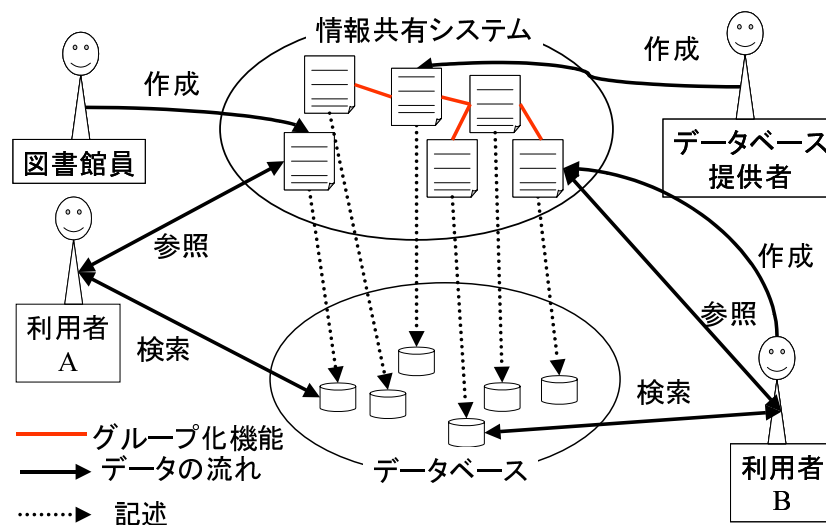 情報共有システム
作成
作成
図書館員
データベース
提供者
参照
作成
参照
利用者
A
検索
検索
グループ化機能
データの流れ
データベース
記述
利用者
B